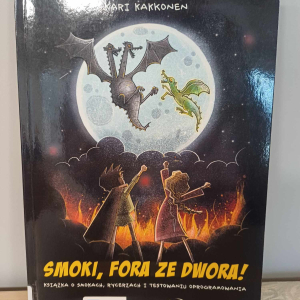 KARI KAKKONEN
SMOKI, FORA ZE DWORA!
KSIĄŻKA O SMOKACH, RYCERZACH I TESTOWANIU OPROGRAMOWANIA